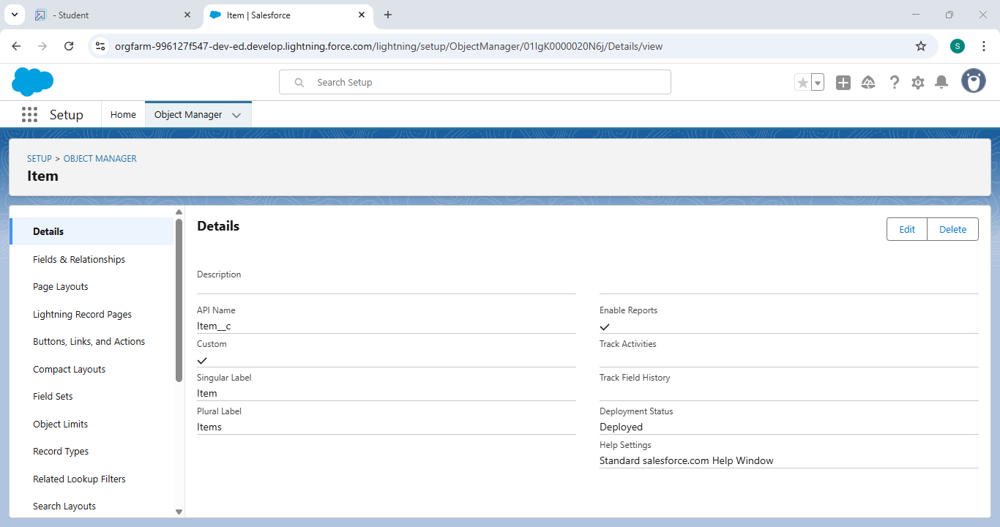 - Student
Item | Salesforce
orgfarm-996127f547-dev-ed.develop.lightning.force.com/lightning/setup/ObjectManager/01IgK0000020N6j/Details/view
S
Search Setup
Setup
Home
Object Manager
SETUP > OBJECT MANAGER
Item
Details
Fields & Relationships
Page Layouts
Lightning Record Pages
Buttons, Links, and Actions
Compact Layouts
Field Sets
Object Limits
Record Types
Related Lookup Filters
Search Layouts
Details
Edit
Delete
Description
API Name
Item__c
Custom
Singular Label
Item
Plural Label
Items
Enable Reports
Track Activities
Track Field History
Deployment Status
Deployed
Help Settings
Standard salesforce.com Help Window